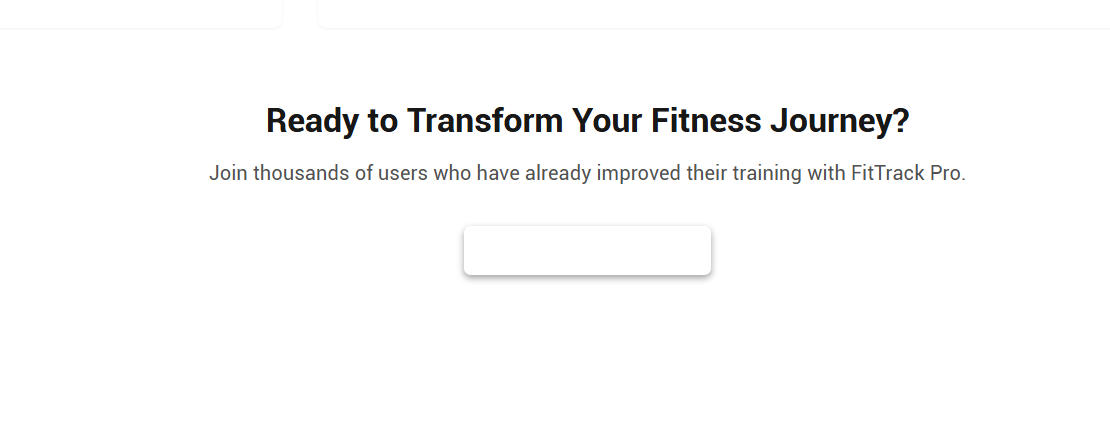 Ready to Transform Your Fitness Journey?
Join thousands of users who have already improved their training with FitTrack Pro.